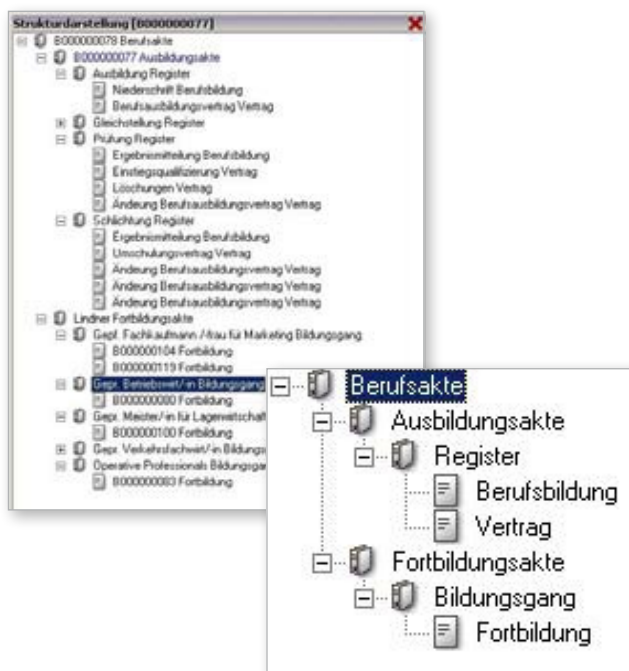 Strukturdarstellung [B000000077]
B000000078 Berufsakte
B000000077 Ausbildungsakte
Ausbildung Register
Niederschrift Berufsbildung
Berufsausbildungsvertrag Vertrag
Gleichstellung Register
Prüfung Register
Ergebnismitteilung Berufsbildung
Einstiegsqualifizierung Vertrag
Löschungen Vertrag
Änderung Berufsausbildungsvertrag Vertrag
Schlichtung Register
Ergebnismitteilung Berufsbildung
Umschulungsvertrag Vertrag
Änderung Berufsausbildungsvertrag Vertrag
Änderung Berufsausbildungsvertrag Vertrag
Änderung Berufsausbildungsvertrag Vertrag
Lindner Fortbildungsakte
Gepr. Fachkaufmann /-frau für Marketing Bildungsgang
B000000104 Fortbildung
B000000119 Fortbildung
Gepr. Betriebswirt/-in Bildungsgang
Fortbildung
Gepr. Meister/-in für Lagerwirtschaft
B000000100 Fortbildung
Gepr. Verkehrsfachwirt/-in Bildungs
Operative Professionals Bildungsgan
B000000083 Fortbildung
Berufsakte
Ausbildungsakte
Register
Berufsbildung
Vertrag
Fortbildungsakte
Bildungsgang
Fortbildung